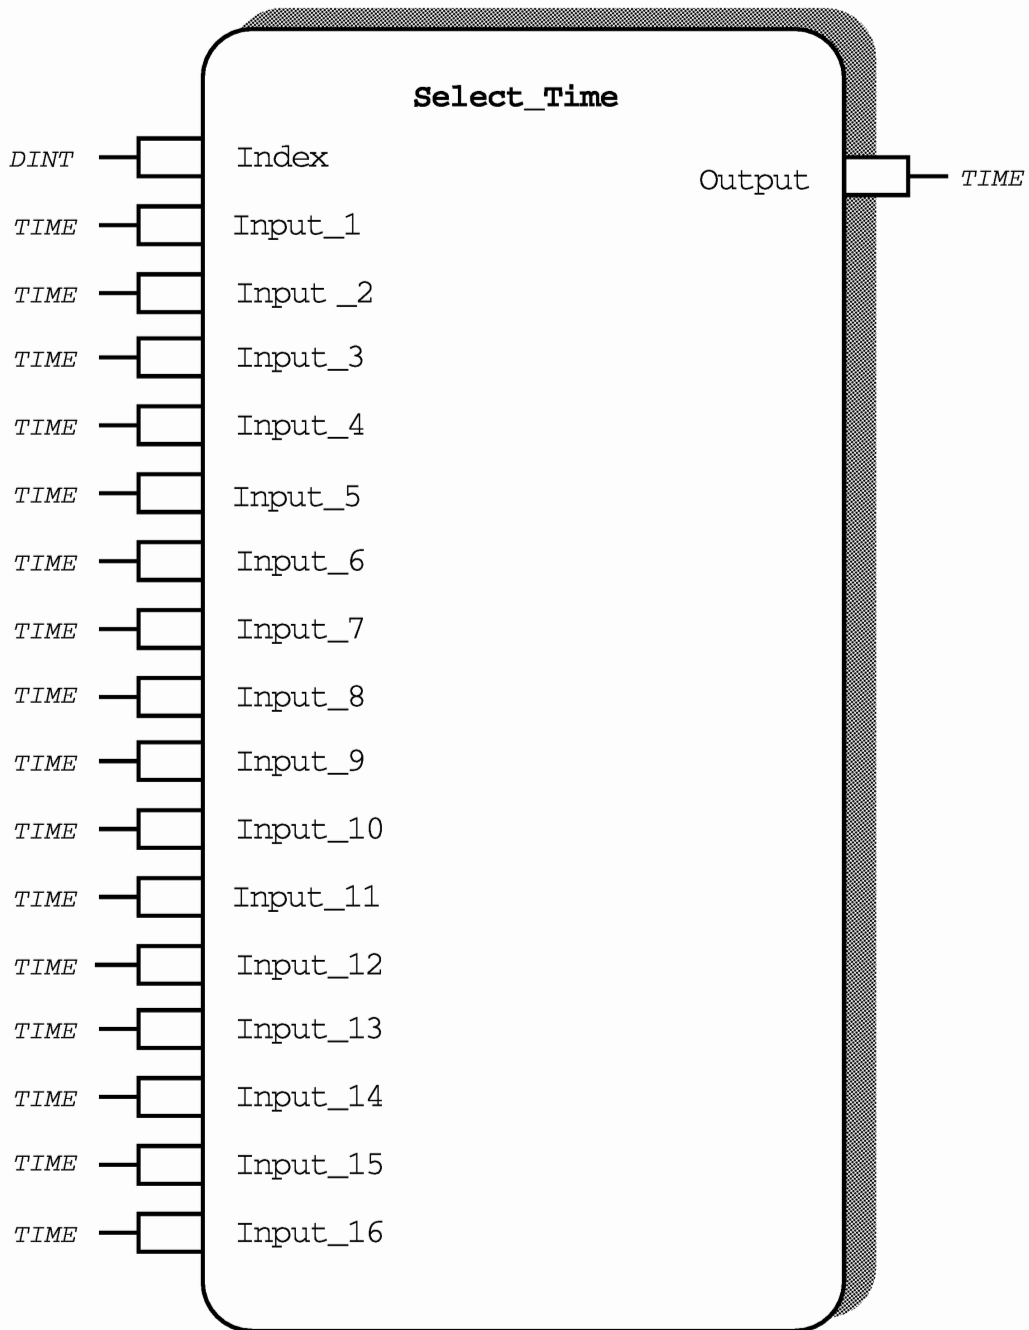 Select_Time
DINT Index
Output TIME
TIME Input_1
TIME Input _2
TIME Input_3
TIME Input_4
TIME Input_5
TIME Input_6
TIME Input_7
TIME Input_8
TIME Input_9
TIME Input_10
TIME Input_11
TIME Input_12
TIME Input_13
TIME Input_14
TIME Input_15
TIME Input_16